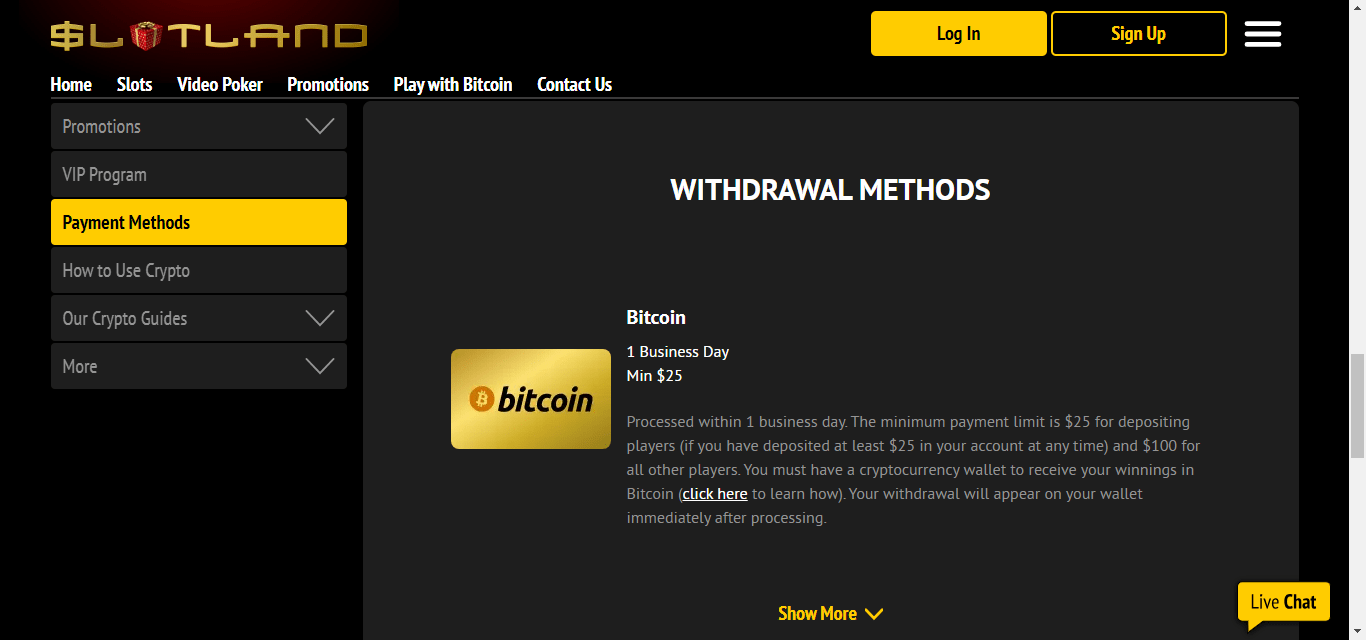 $LOTLAND
Log In
Sign Up
Home
Slots
Video Poker
Promotions
Play with Bitcoin
Contact Us
Promotions
VIP Program
Payment Methods
How to Use Crypto
Our Crypto Guides
More
WITHDRAWAL METHODS
bitcoin
Bitcoin
1 Business Day
Min $25
Processed within 1 business day. The minimum payment limit is $25 for depositing
players (if you have deposited at least $25 in your account at any time) and $100 for
all other players. You must have a cryptocurrency wallet to receive your winnings in
Bitcoin (click here to learn how). Your withdrawal will appear on your wallet
immediately after processing.
Show More
Live Chat